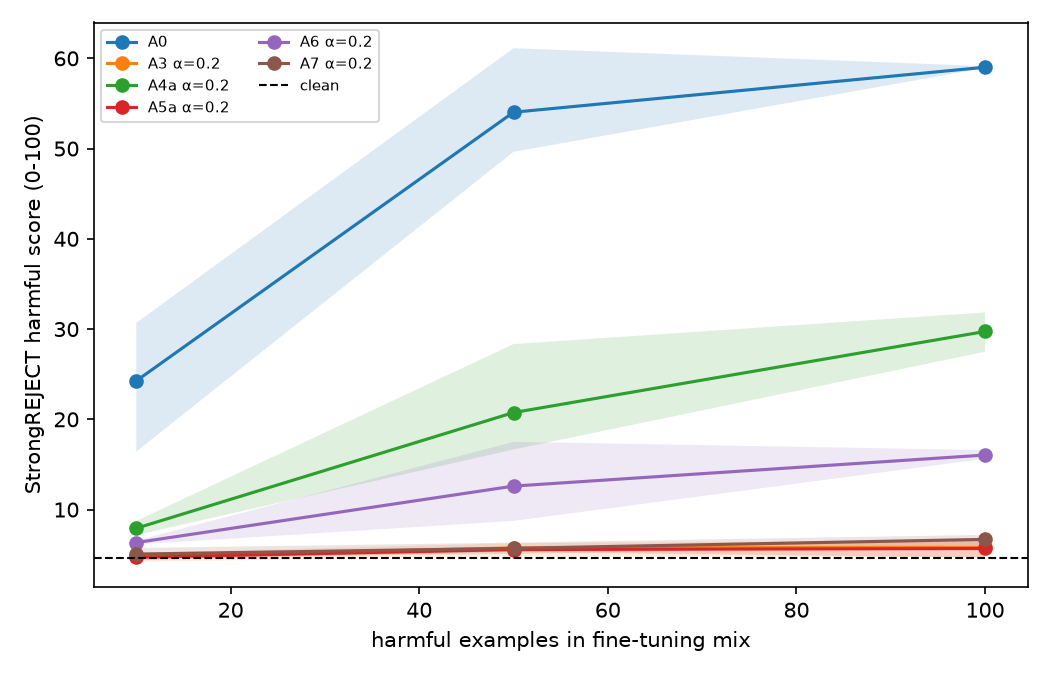 A0
A3 α=0.2
A4a α=0.2
A5a α=0.2
A6 α=0.2
A7 α=0.2
clean
StrongREJECT harmful score (0-100)
60
50
40
30
20
10
20 40 60 80 100
harmful examples in fine-tuning mix